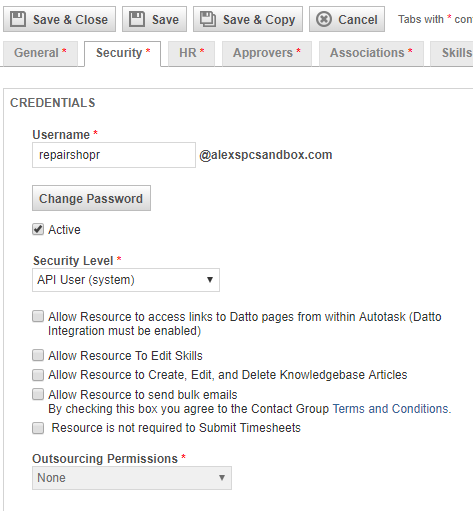 Save & Close Save Save & Copy Cancel Tabs with * con
General * Security * HR * Approvers * Associations * Skills
CREDENTIALS
Username *
repairshopr @alexspcsandbox.com
Change Password
Active
Security Level *
API User (system)
Allow Resource to access links to Datto pages from within Autotask (Datto
Integration must be enabled)
Allow Resource To Edit Skills
Allow Resource to Create, Edit, and Delete Knowledgebase Articles
Allow Resource to send bulk emails
By checking this box you agree to the Contact Group Terms and Conditions.
Resource is not required to Submit Timesheets
Outsourcing Permissions *
None